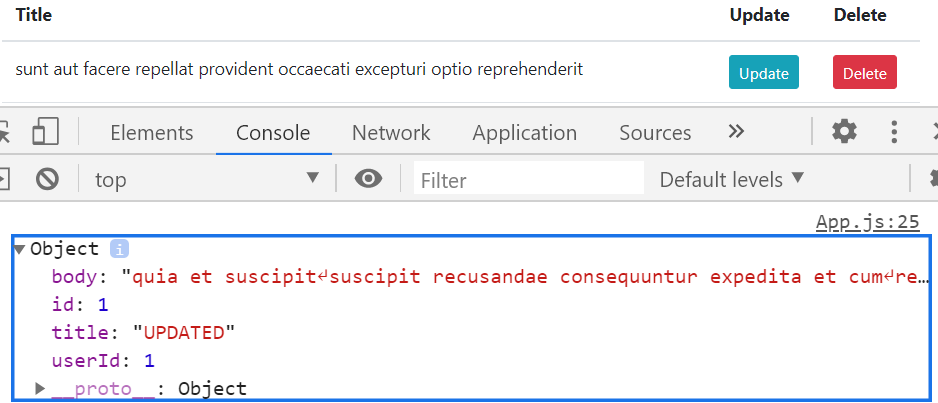 Title Update Delete
sunt aut facere repellat provident occaecati excepturi optio reprehenderit Update Delete
Elements Console Network Application Sources »
top ▼ Filter Default levels ▼
App.js:25
▼Object i
body: "quia et suscipit↵suscipit recusandae consequuntur expedita et cum↵re…
id: 1
title: "UPDATED"
userId: 1
▶ __proto__: Object